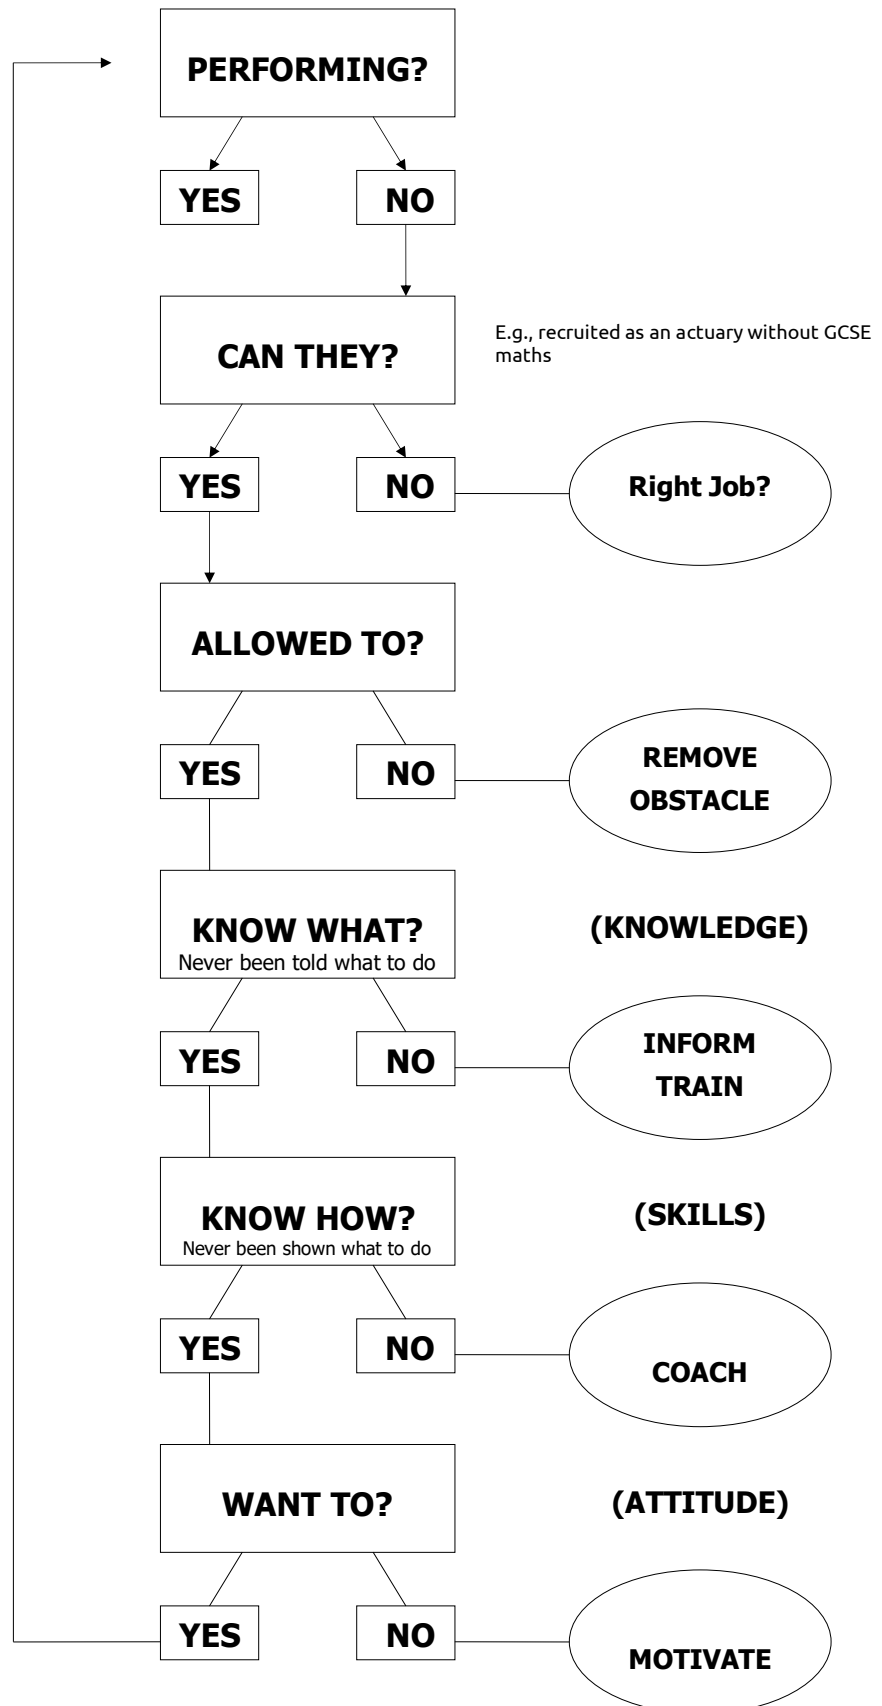 PERFORMING?
YES
NO
CAN THEY?
E.g., recruited as an actuary without GCSE
maths
YES
NO
Right Job?
ALLOWED TO?
YES
NO
REMOVE
OBSTACLE
KNOW WHAT?
Never been told what to do
(KNOWLEDGE)
YES
NO
INFORM
TRAIN
KNOW HOW?
Never been shown what to do
(SKILLS)
YES
NO
COACH
WANT TO?
(ATTITUDE)
YES
NO
MOTIVATE